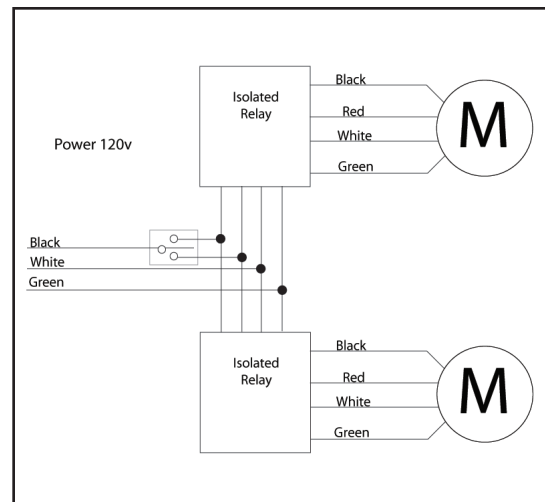 Isolated
Relay
Black
Red
White
Green
M
Power 120v
Black
White
Green
Isolated
Relay
Black
Red
White
Green
M